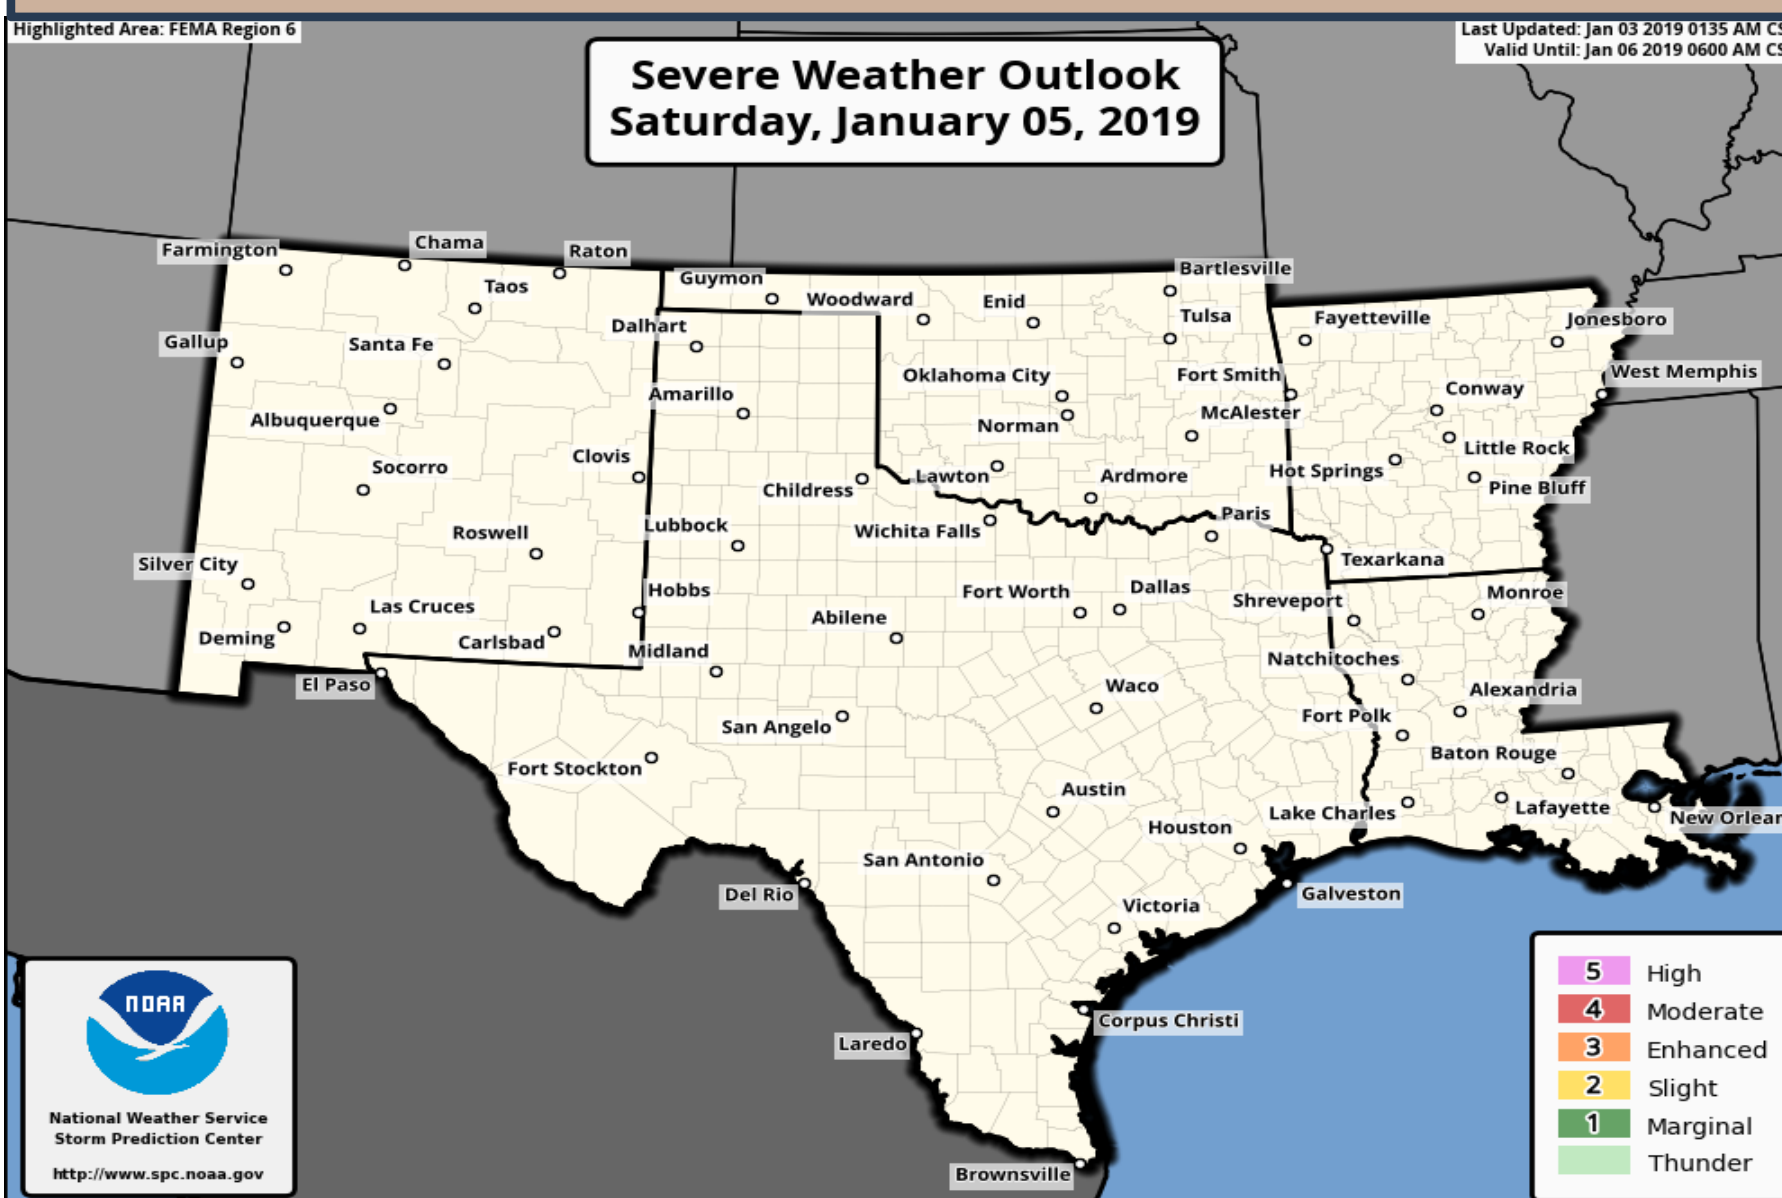 Highlighted Area: FEMA Region 6
Last Updated: Jan 03 2019 0135 AM CS
Valid Until: Jan 06 2019 0600 AM CS
Severe Weather Outlook
Saturday, January 05, 2019
Farmington
Chama
Raton
Taos
Guymon
Woodward
Enid
Bartlesville
Tulsa
Fayetteville
Jonesboro
Gallup
Santa Fe
Dalhart
Oklahoma City
Fort Smith
West Memphis
Albuquerque
Amarillo
Norman
McAlester
Conway
Socorro
Clovis
Childress
Lawton
Ardmore
Hot Springs
Little Rock
Pine Bluff
Roswell
Lubbock
Wichita Falls
Paris
Silver City
Texarkana
Las Cruces
Hobbs
Fort Worth
Dallas
Shreveport
Monroe
Deming
Carlsbad
Midland
Abilene
Natchitoches
El Paso
Waco
Alexandria
San Angelo
Fort Polk
Fort Stockton
Baton Rouge
Austin
Lake Charles
Lafayette
New Orlean
Houston
San Antonio
Del Rio
Galveston
Victoria
Corpus Christi
Laredo
Brownsville
NOAA
National Weather Service
Storm Prediction Center
http://www.spc.noaa.gov
5 High
4 Moderate
3 Enhanced
2 Slight
1 Marginal
Thunder